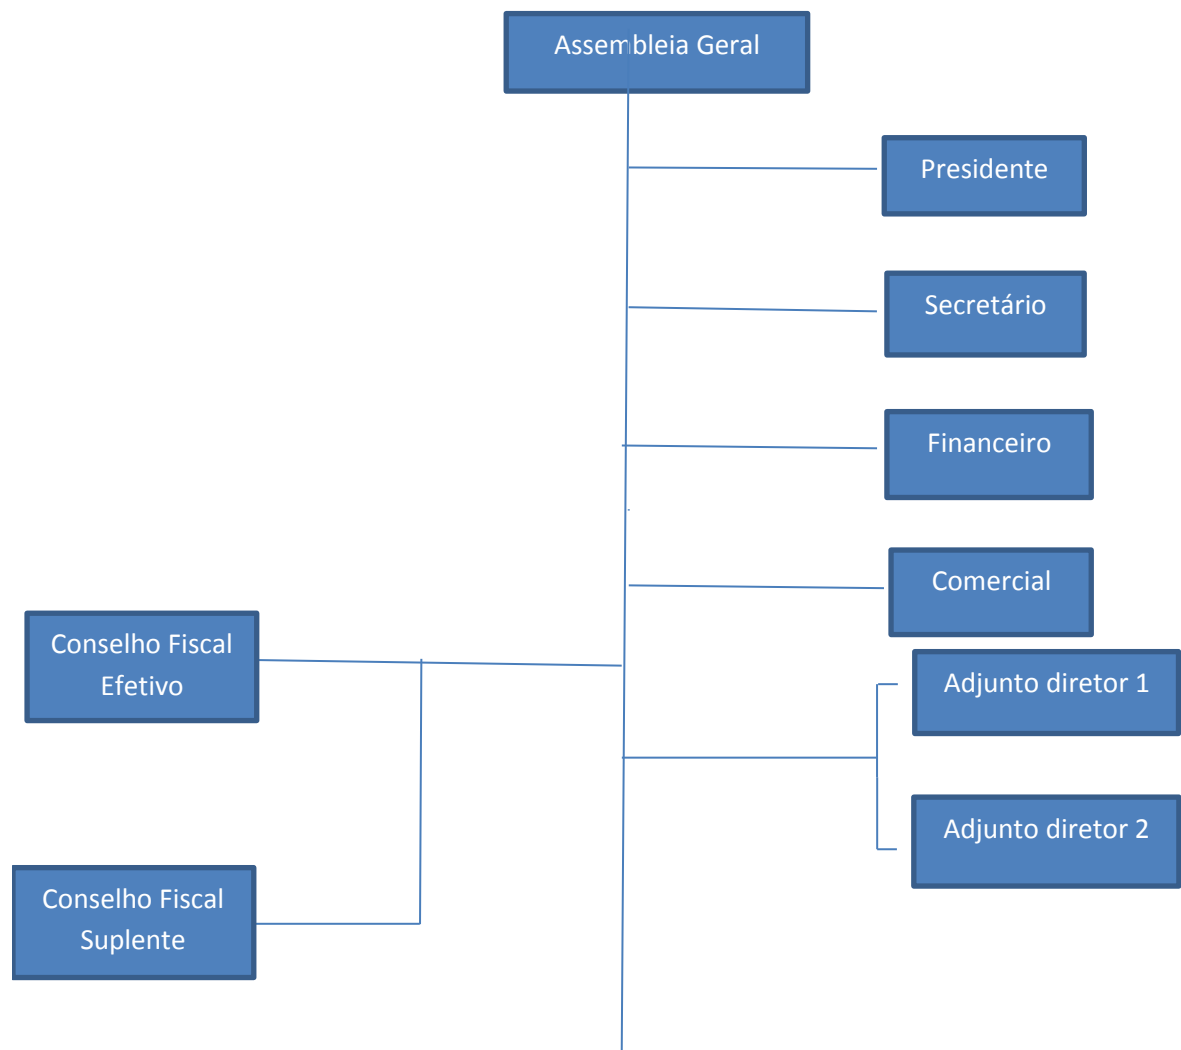 Assembleia Geral
Presidente
Secretário
Financeiro
Comercial
Conselho Fiscal
Efetivo
Adjunto diretor 1
Adjunto diretor 2
Conselho Fiscal
Suplente